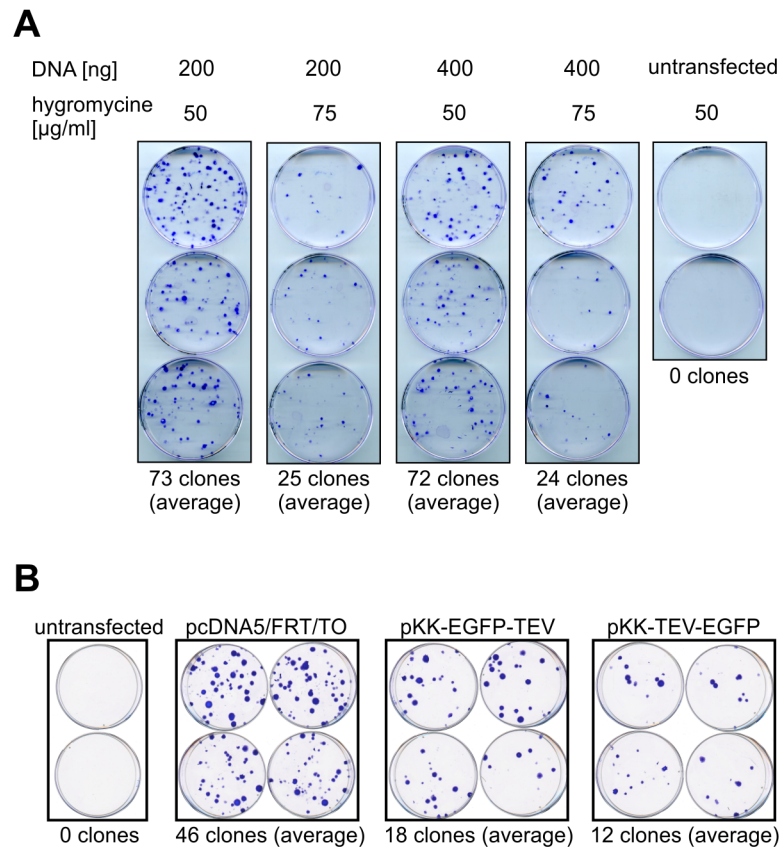 A
DNA [ng] 200 200 400 400 untransfected
hygromycine 50 75 50 75 50
[µg/ml]
0 clones
73 clones 25 clones 72 clones 24 clones
(average) (average) (average) (average)
B
untransfected pcDNA5/FRT/TO pKK-EGFP-TEV pKK-TEV-EGFP
0 clones 46 clones (average) 18 clones (average) 12 clones (average)